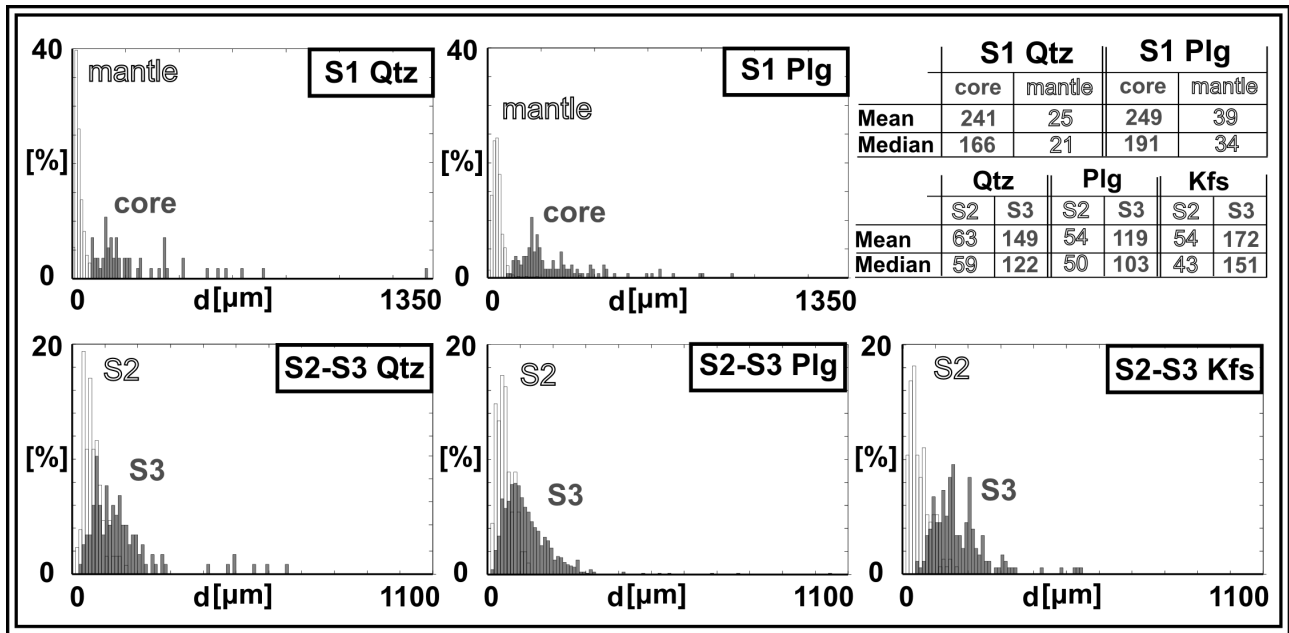 40
mantle
S1 Qtz
[%]
core
0
0 d[µm] 1350
S1 Plg
mantle
core
0 d[µm] 1350
S1 Qtz S1 Plg
core mantle core mantle
Mean 241 25 249 39
Median 166 21 191 34
Qtz Plg Kfs
S2 S3 S2 S3 S2 S3
Mean 63 149 54 119 54 172
Median 59 122 50 103 43 151
20
S2
S2-S3 Qtz
[%]
S3
0
0 d[µm] 1100
20
S2
S2-S3 Plg
[%]
S3
0
0 d[µm] 1100
20
S2
S2-S3 Kfs
[%]
S3
0
0 d[µm] 1100